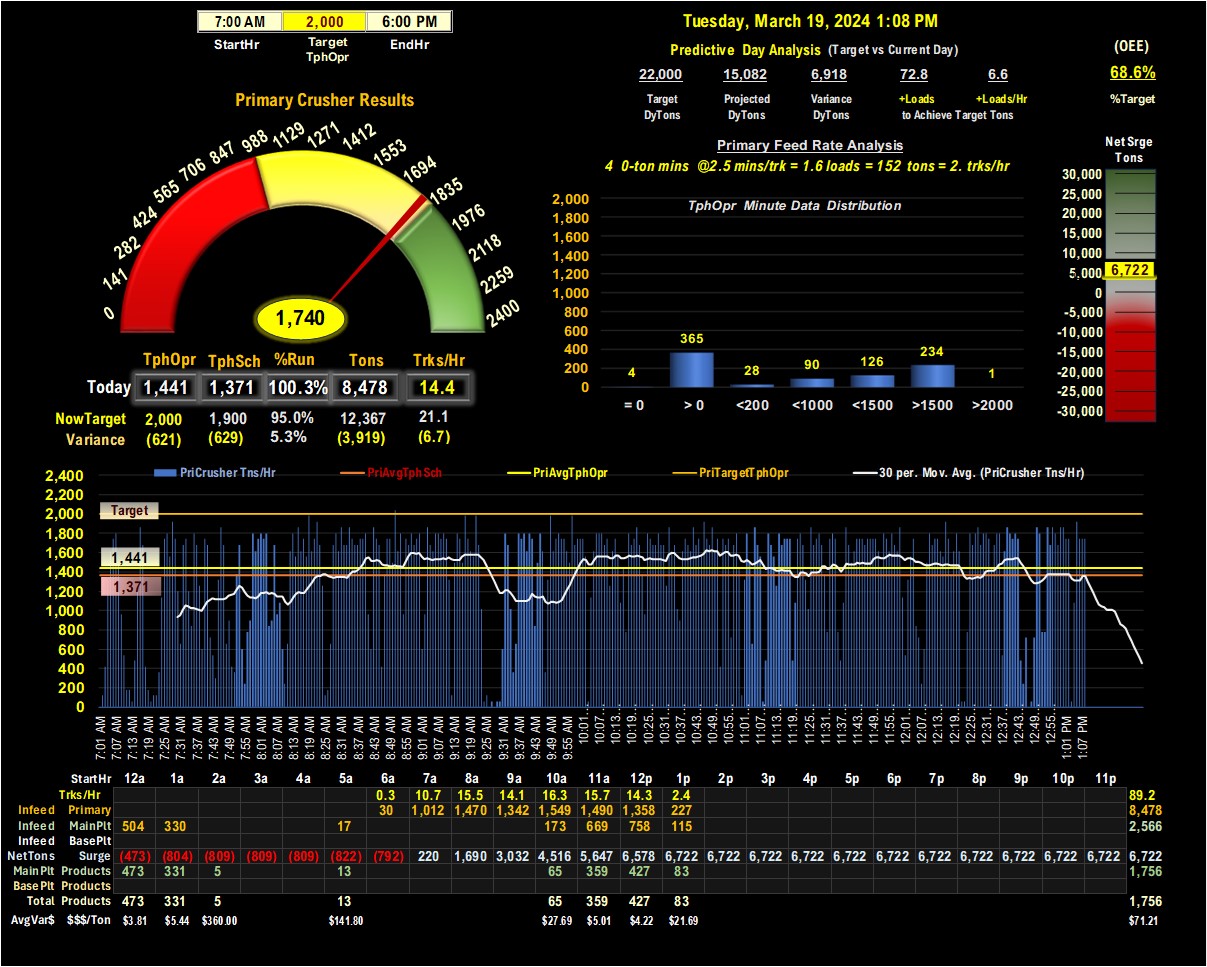 7:00 AM 2,000 6:00 PM
StartHr Target TphOpr EndHr
Tuesday, March 19, 2024 1:08 PM
Predictive Day Analysis (Target vs Current Day)
(OEE)
22,000 15,082 6,918 72.8 6.6
68.6%
Target DyTons Projected DyTons Variance DyTons +Loads +Loads/Hr to Achieve Target Tons
%Target
Primary Crusher Results
0 141 282 424 565 706 847 988 1129 1271 1412 1553 1694 1835 1976 2118 2259 2400
1,740
Primary Feed Rate Analysis
4 0-ton mins @2.5 mins/trk = 1.6 loads = 152 tons = 2. trks/hr
TphOpr Minute Data Distribution
2,000
1,800
1,600
1,400
1,200
1,000
800
600
400
200
0
4 365 28 90 126 234 1
= 0 > 0 <200 <1000 <1500 >1500 >2000
Net Srge
Tons
30,000
25,000
20,000
15,000
10,000
5,000
6,722
0
-5,000
-10,000
-15,000
-20,000
-25,000
-30,000
TphOpr TphSch %Run Tons Trks/Hr
Today 1,441 1,371 100.3% 8,478 14.4
NowTarget 2,000 1,900 95.0% 12,367 21.1
Variance (621) (629) 5.3% (3,919) (6.7)
PriCrusher Tns/Hr PriAvgTphSch PriAvgTphOpr PriTargetTphOpr 30 per. Mov. Avg. (PriCrusher Tns/Hr)
2,400
2,200
2,000
1,800
1,600
1,400
1,200
1,000
800
600
400
200
0
Target
1,441
1,371
7:01 AM 7:07 AM 7:13 AM 7:19 AM 7:25 AM 7:31 AM 7:37 AM 7:43 AM 7:49 AM 7:55 AM 8:01 AM 8:07 AM 8:13 AM 8:19 AM 8:25 AM 8:31 AM 8:37 AM 8:43 AM 8:49 AM 8:55 AM 9:01 AM 9:07 AM 9:13 AM 9:19 AM 9:25 AM 9:31 AM 9:37 AM 9:43 AM 9:49 AM 9:55 AM 10:01... 10:07... 10:13... 10:19... 10:25... 10:31... 10:37... 10:43... 10:49... 10:55... 11:01... 11:07... 11:13... 11:19... 11:25... 11:31... 11:37... 11:43... 11:49... 11:55... 12:01... 12:07... 12:13... 12:19... 12:25... 12:31... 12:37... 12:43... 12:49... 12:55... 1:01 PM 1:07 PM
StartHr 12a 1a 2a 3a 4a 5a 6a 7a 8a 9a 10a 11a 12p 1p 2p 3p 4p 5p 6p 7p 8p 9p 10p 11p
Trks/Hr 0.3 12.1 15.5 14.1 16.3 15.7 14.3 2.4 89.2
Infeed Primary 30 1,012 1,470 1,342 1,549 1,490 1,358 227 8,478
Infeed MainPlt 504 330 17 173 669 758 115 2,566
Infeed BasePlt
NetTons Surge (473) (804) (809) (809) (809) (822) (792) 220 1,690 3,032 4,516 5,647 6,578 6,722 6,722 6,722 6,722 6,722 6,722 6,722 6,722 6,722 6,722 6,722 6,722
MainPlt Products 473 331 5 13 65 359 427 83 1,756
BasePlt Products
Total Products 473 331 5 13 65 359 427 83 1,756
AvgVar$ $$$/Ton $3.81 $5.44 $360.00 $141.80 $27.69 $5.01 $4.22 $21.69 $71.21